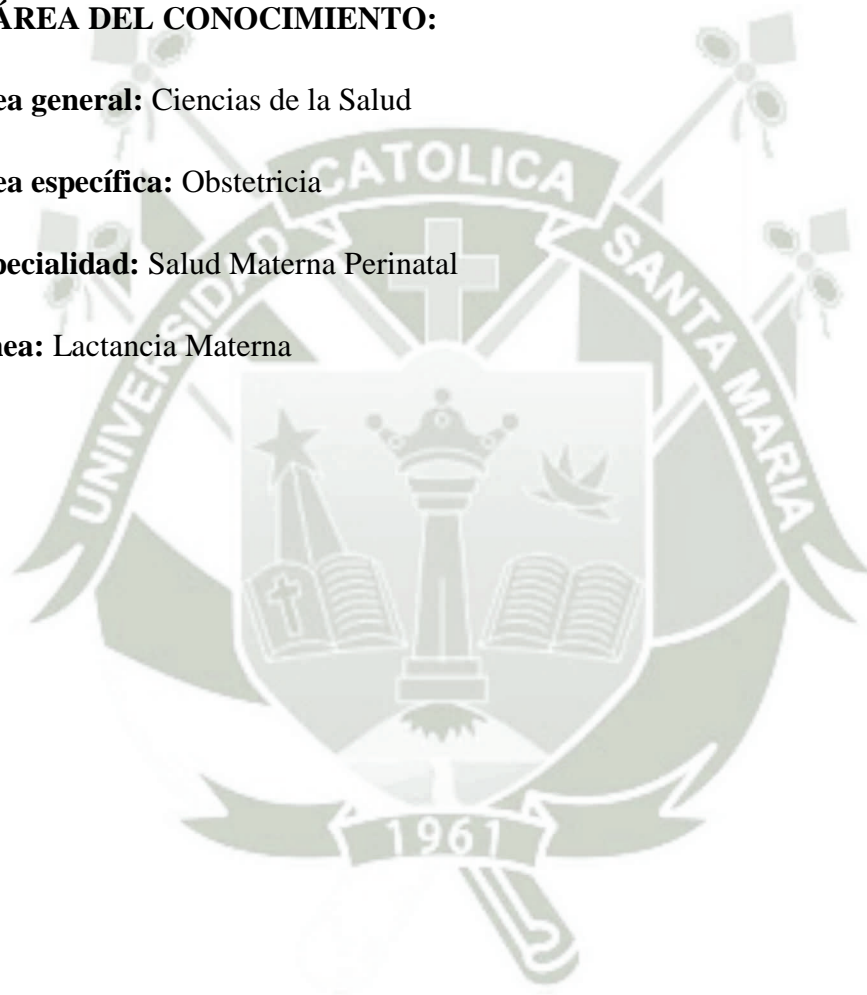 ÁREA DEL CONOCIMIENTO:
ea general: Ciencias de la Salud
ea específica: Obstetricia
pecialidad: Salud Materna Perinatal
nea: Lactancia Materna
UNIVERSIDAD CATOLICA SANTA MARIA
1961